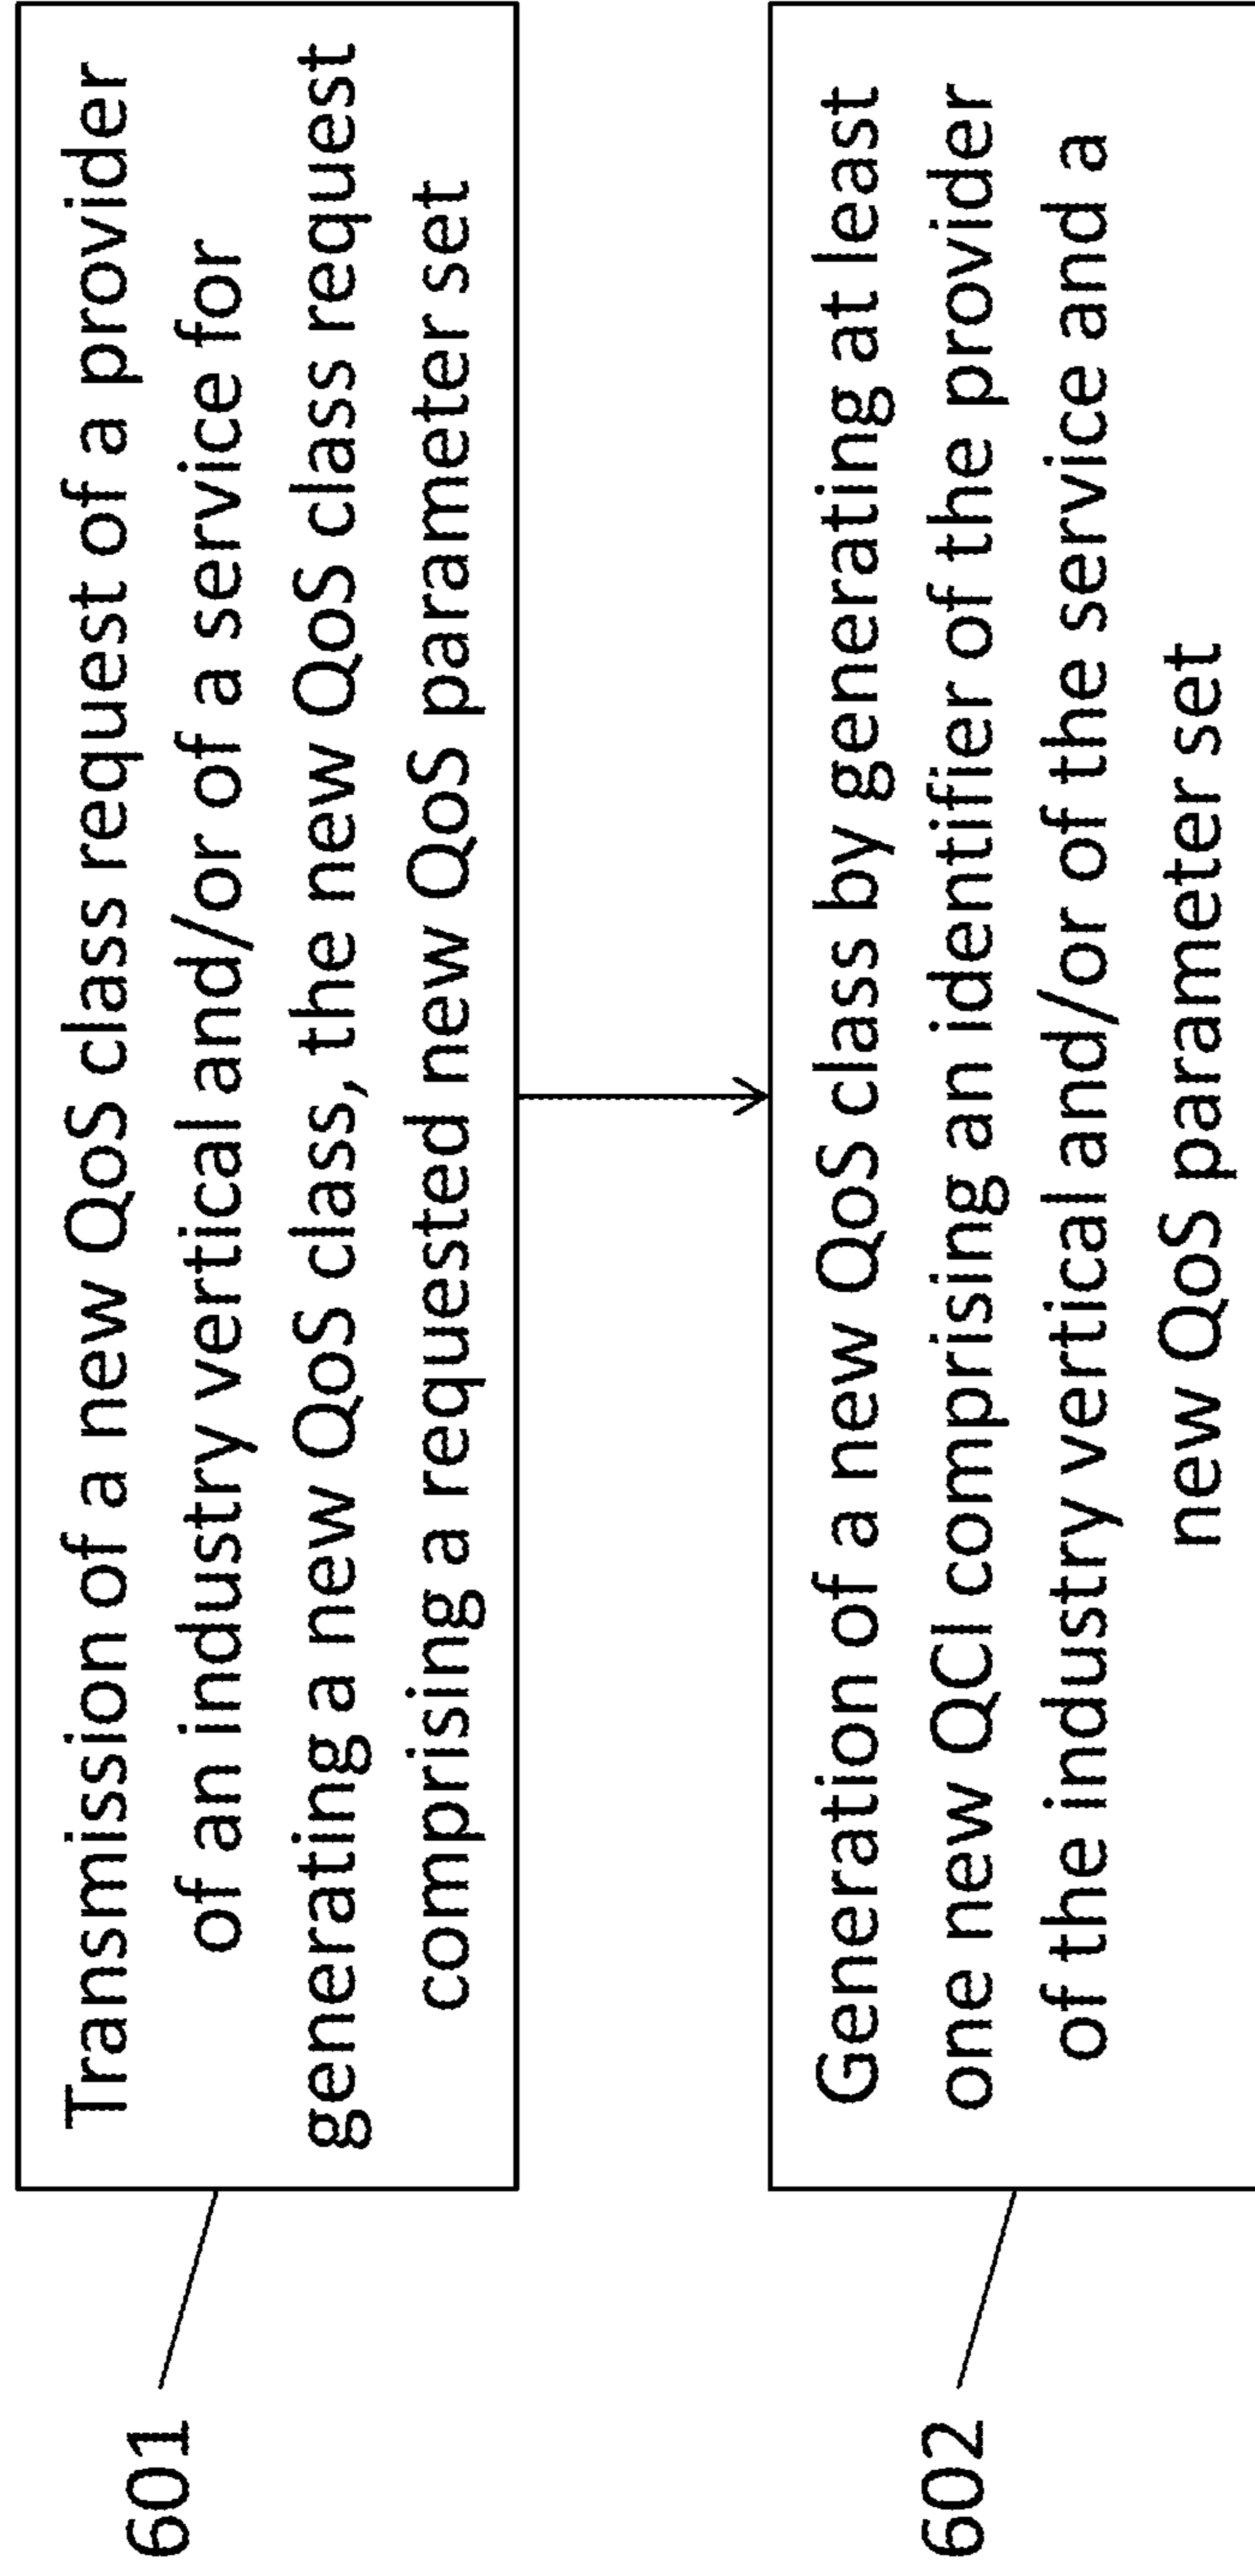 601
Transmission of a new QoS class request of a provider
of an industry vertical and/or of a service for
generating a new QoS class, the new QoS class request
comprising a requested new QoS parameter set
602
Generation of a new QoS class by generating at least
one new QCI comprising an identifier of the provider
of the industry vertical and/or of the service and a
new QoS parameter set